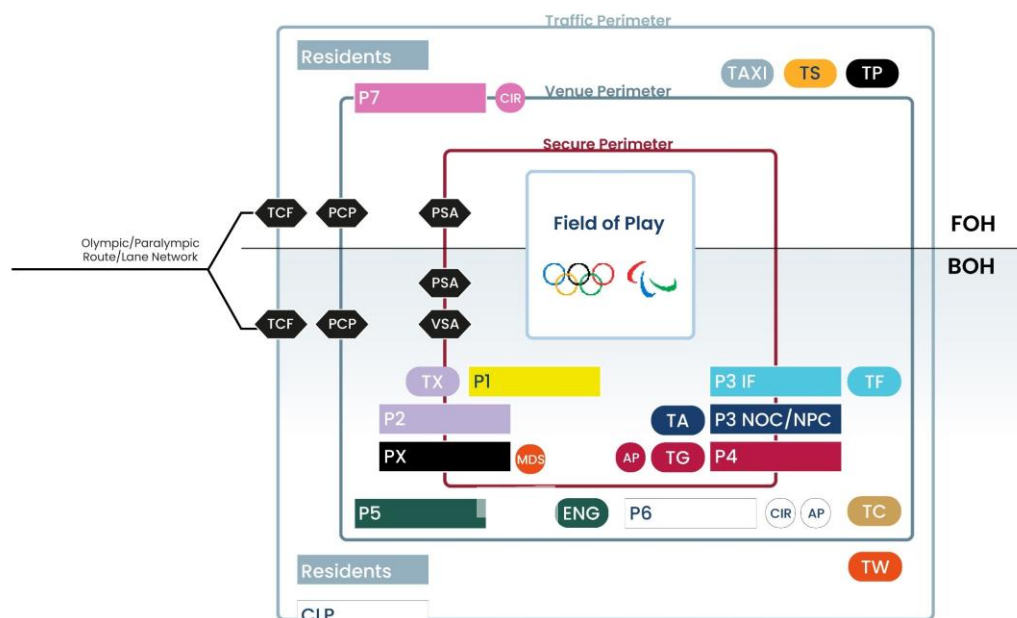 Traffic Perimeter
Residents
TAXI
TS
TP
P7
CIR
Venue Perimeter
Secure Perimeter
TCF
PCP
PSA
Field of Play
FOH
Olympic/Paralympic
Route/Lane Network
BOH
PSA
TCF
PCP
VSA
TX
P1
P3 IF
TF
P2
TA
P3 NOC/NPC
PX
MDS
AP
TG
P4
P5
ENG
P6
CIR
AP
TC
Residents
TW
CLP